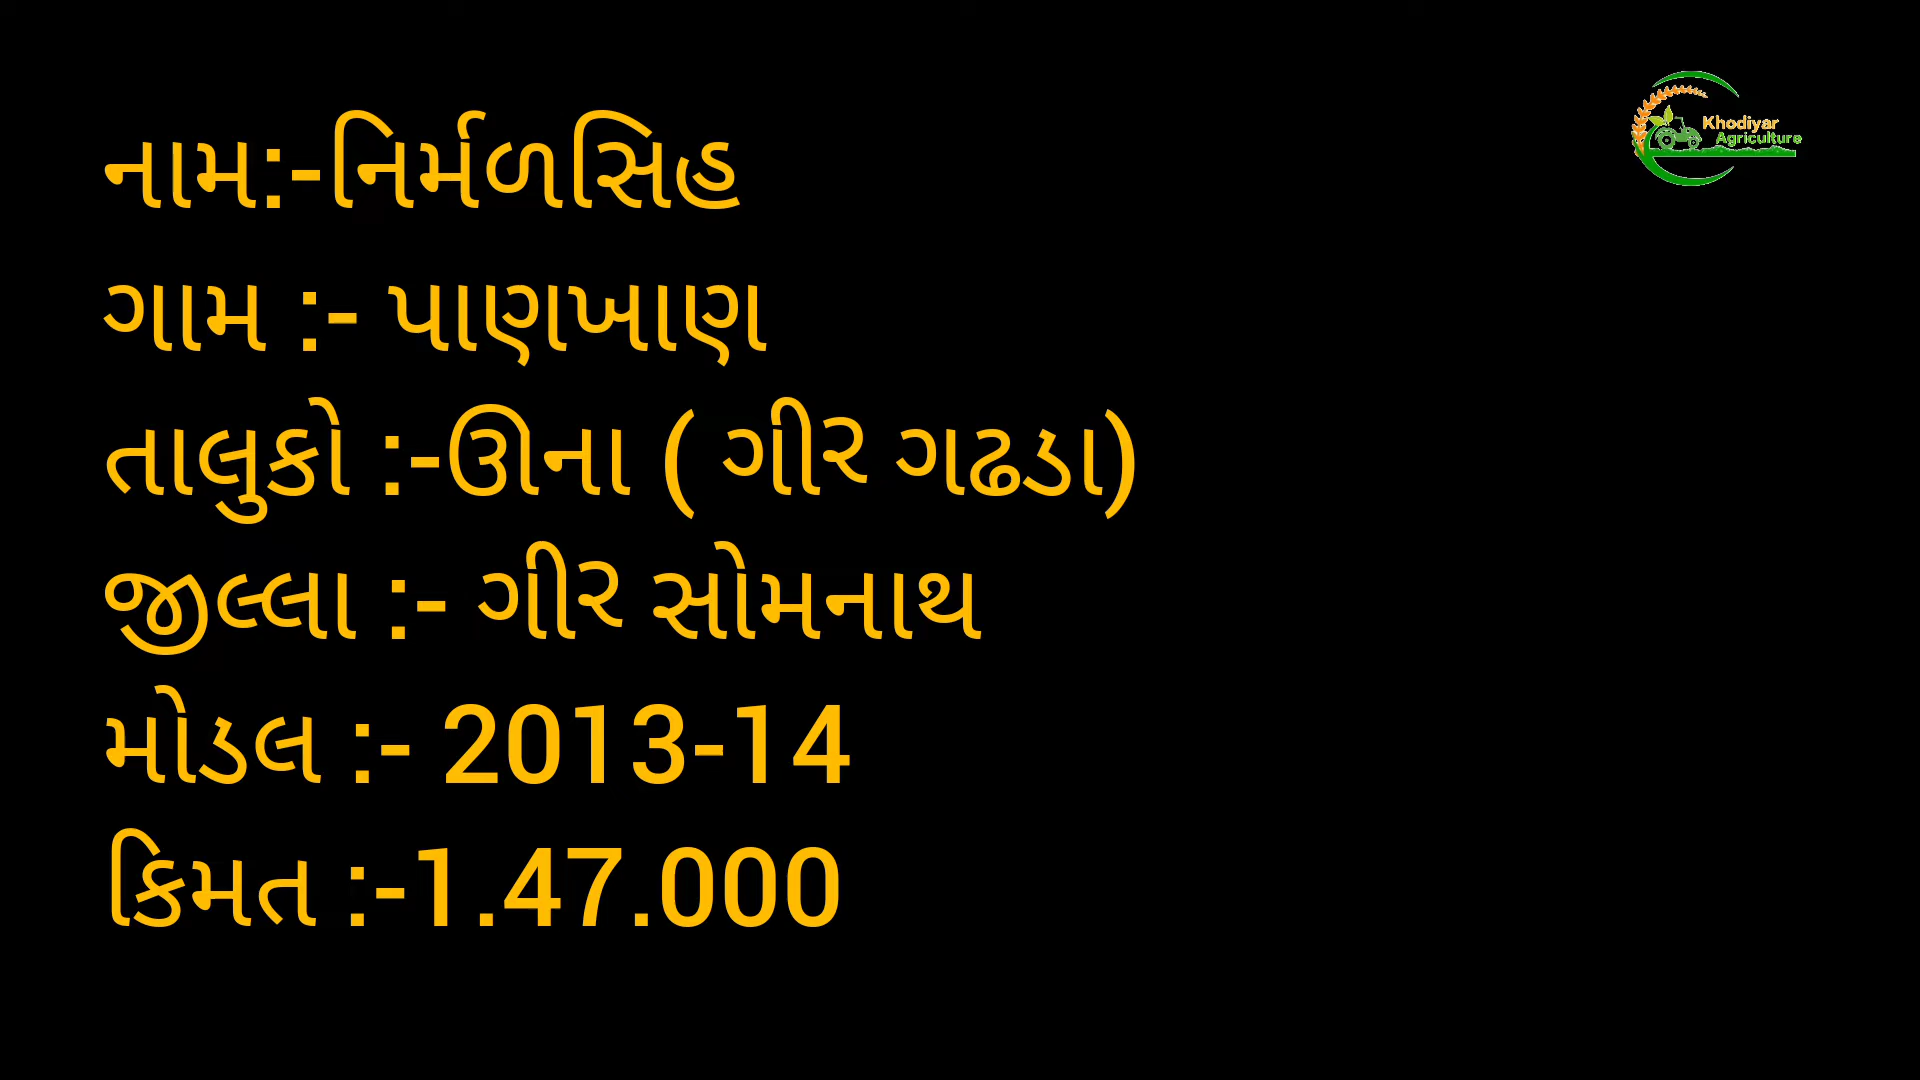 નામ:-નિર્મળસિહ
ગામ :- પાણખાણ
તાલુકો :-ઊના ( ગીર ગઢડા)
જીલ્લા :- ગીર સોમનાથ
મોડલ :- 2013-14
કિમત :-1.47.000
Khodiyar
Agriculture